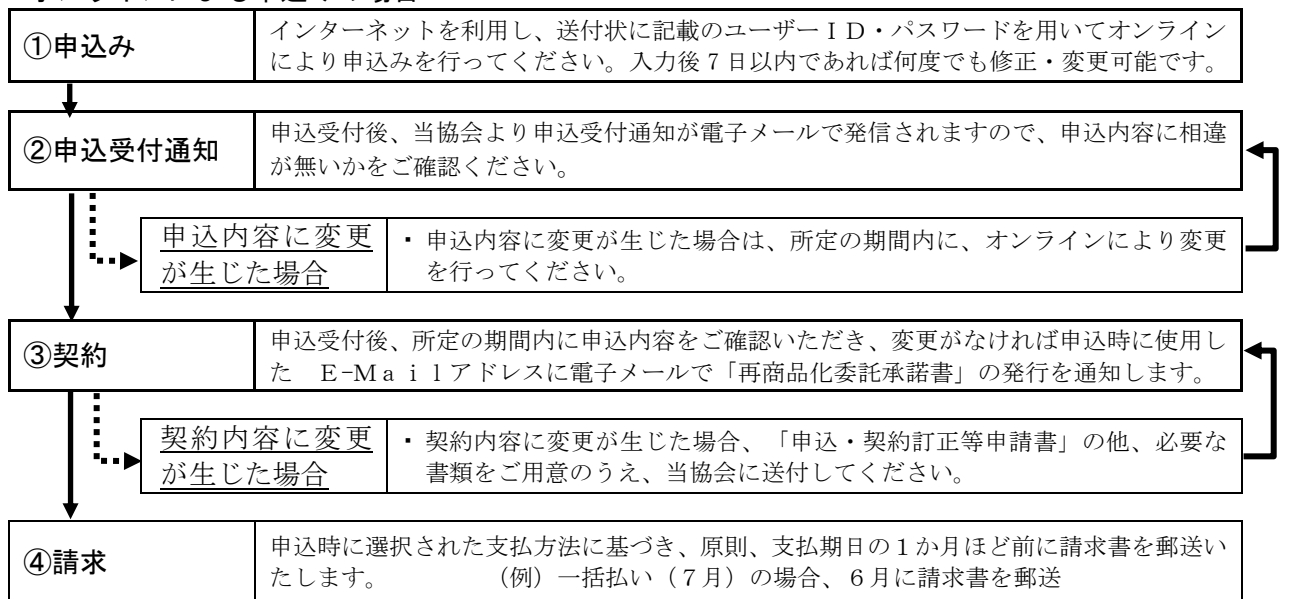 ①申込み
インターネットを利用し、送付状に記載のユーザーＩＤ・パスワードを用いてオンライン
により申込みを行ってください。入力後７日以内であれば何度でも修正・変更可能です。
②申込受付通知
申込受付後、当協会より申込受付通知が電子メールで発信されますので、申込内容に相違
が無いかをご確認ください。
申込内容に変更
が生じた場合
・申込内容に変更が生じた場合は、所定の期間内に、オンラインにより変更
を行ってください。
③契約
申込受付後、所定の期間内に申込内容をご確認いただき、変更がなければ申込時に使用し
た　Ｅ-Ｍａｉｌアドレスに電子メールで「再商品化委託承諾書」の発行を通知します。
契約内容に変更
が生じた場合
・契約内容に変更が生じた場合、「申込・契約訂正等申請書」の他、必要な
書類をご用意のうえ、当協会に送付してください。
④請求
申込時に選択された支払方法に基づき、原則、支払期日の１か月ほど前に請求書を郵送い
たします。　　　　（例）一括払い（７月）の場合、６月に請求書を郵送